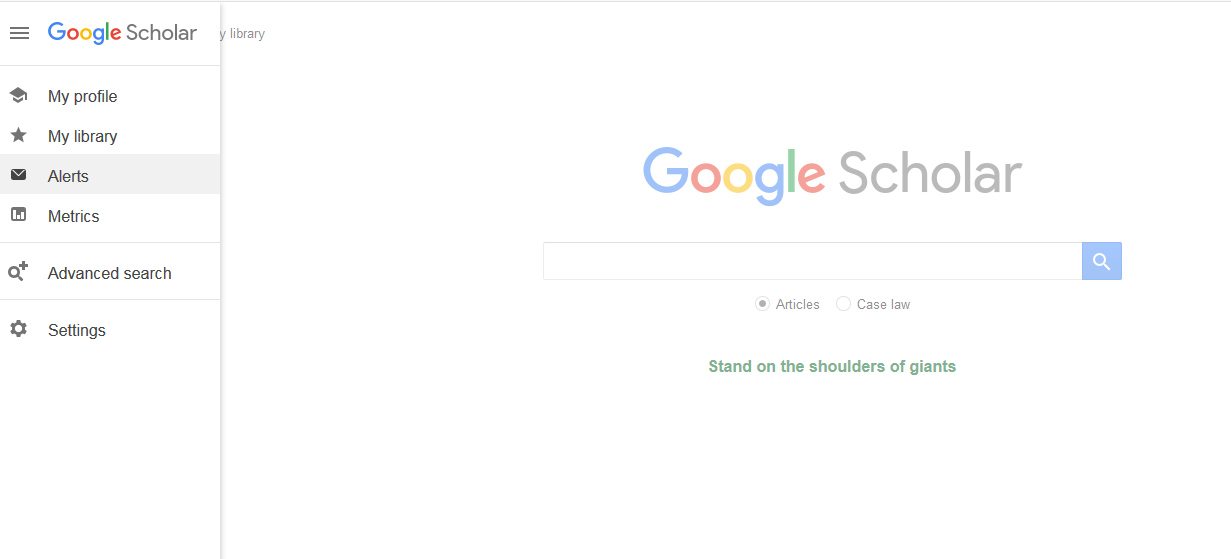 Google Scholar
y library
My profile
My library
Alerts
Metrics
Advanced search
Settings
Google Scholar
Articles
Case law
Stand on the shoulders of giants